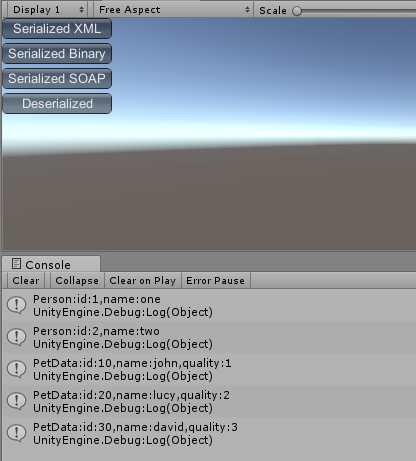 Display 1 Free Aspect Scale
Serialized XML
Serialized Binary
Serialized SOAP
Deserialized
Console
Clear Collapse Clear on Play Error Pause
Person:id:1,name:one
UnityEngine.Debug:Log(Object)
Person:id:2,name:two
UnityEngine.Debug:Log(Object)
PetData:id:10,name:john,quality:1
UnityEngine.Debug:Log(Object)
PetData:id:20,name:lucy,quality:2
UnityEngine.Debug:Log(Object)
PetData:id:30,name:david,quality:3
UnityEngine.Debug:Log(Object)